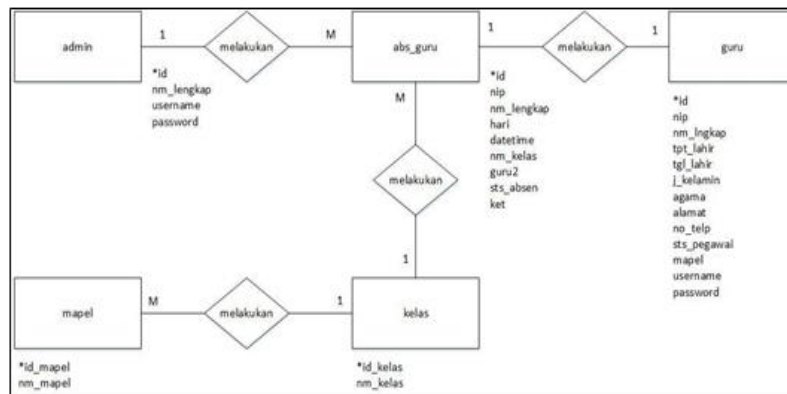 admin
1
melakukan
M
abs_guru
1
melakukan
1
guru
*id
nm_lengkap
username
password
M
*id
nip
nm_lengkap
hari
datetime
nm_kelas
guru2
sts_absen
ket
*id
nip
nm_lngkap
tpt_lahir
tgl_lahir
j_kelamin
agama
alamat
no_telp
sts_pegawai
mapel
username
password
melakukan
1
mapel
M
melakukan
1
kelas
*id_mapel
nm_mapel
*id_kelas
nm_kelas